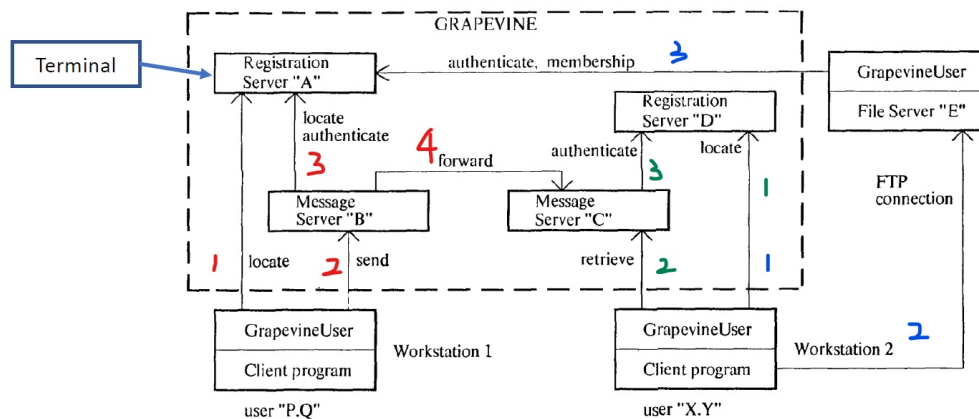 GRAPEVINE
Terminal
Registration
Server "A"
authenticate, membership
3
GrapevineUser
File Server "E"
Registration
Server "D"
locate
authenticate
3
4
forward
authenticate
3
locate
1
FTP
connection
Message
Server "B"
Message
Server "C"
1
locate
2
send
retrieve
2
1
GrapevineUser
Client program
Workstation 1
GrapevineUser
Client program
Workstation 2
2
user "P.Q"
user "X.Y"